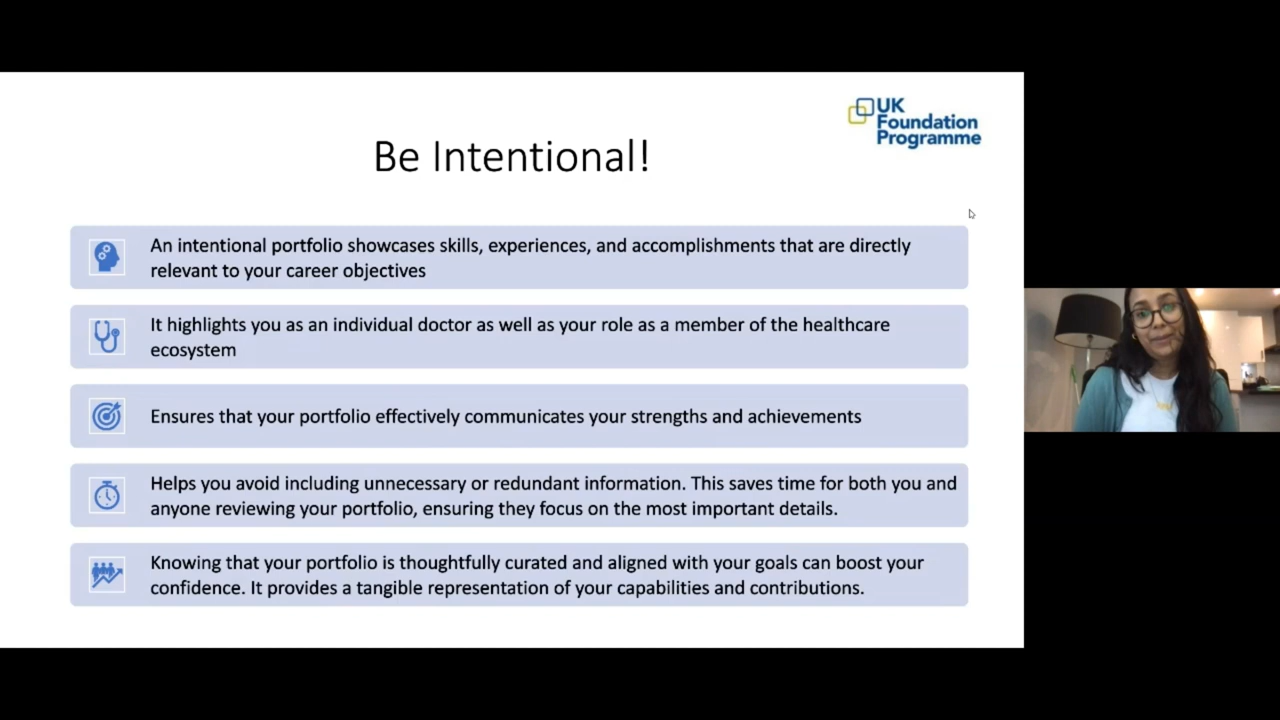 UK
Foundation
Programme
Be Intentional!
An intentional portfolio showcases skills, experiences, and accomplishments that are directly
relevant to your career objectives
It highlights you as an individual doctor as well as your role as a member of the healthcare
ecosystem
Ensures that your portfolio effectively communicates your strengths and achievements
Helps you avoid including unnecessary or redundant information. This saves time for both you and
anyone reviewing your portfolio, ensuring they focus on the most important details.
Knowing that your portfolio is thoughtfully curated and aligned with your goals can boost your
confidence. It provides a tangible representation of your capabilities and contributions.